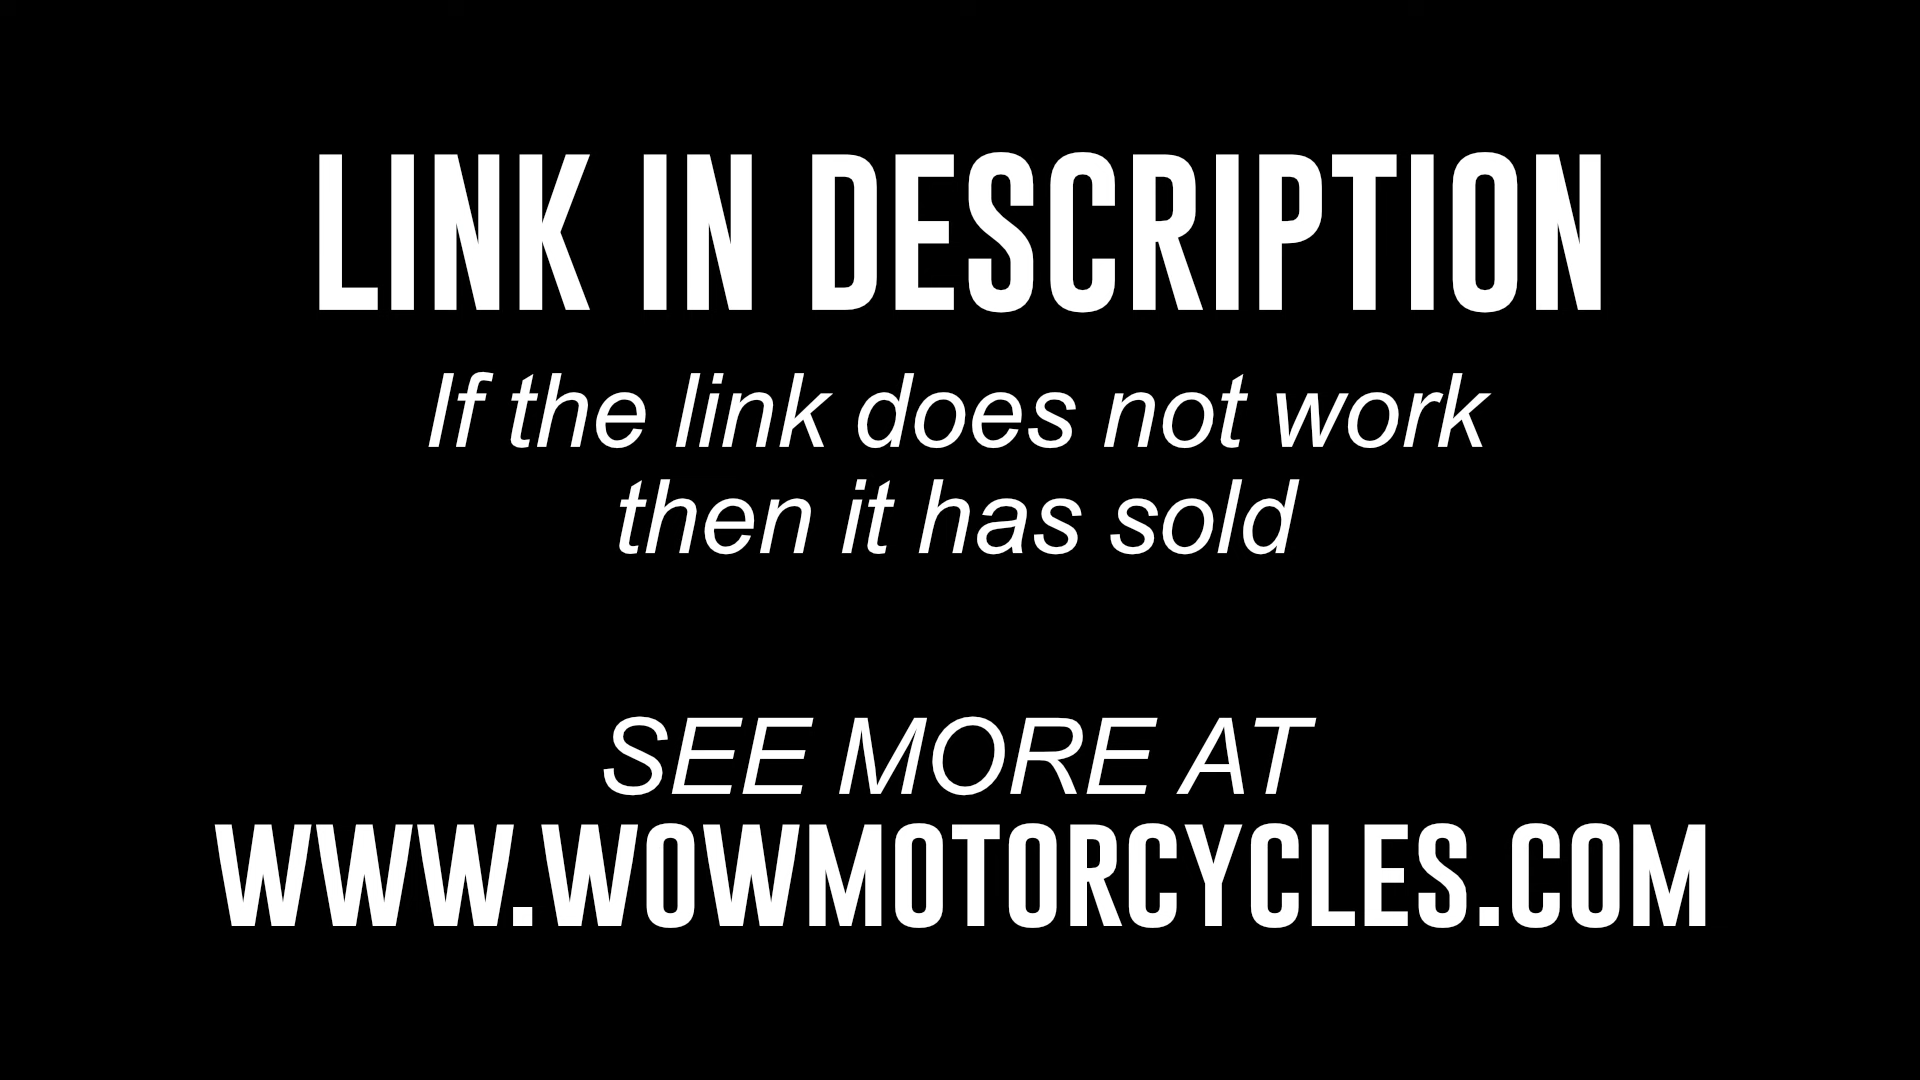 LINK IN DESCRIPTION
If the link does not work
then it has sold
SEE MORE AT
WWW.WOWMOTORCYCLES.COM